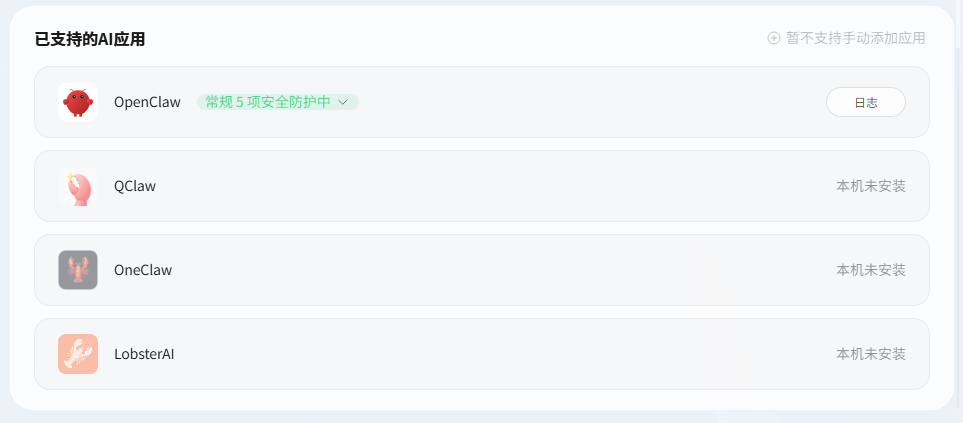 已支持的AI应用
暂不支持手动添加应用
OpenClaw
常规 5 项安全防护中
日志
QClaw
本机未安装
OneClaw
本机未安装
LobsterAI
本机未安装